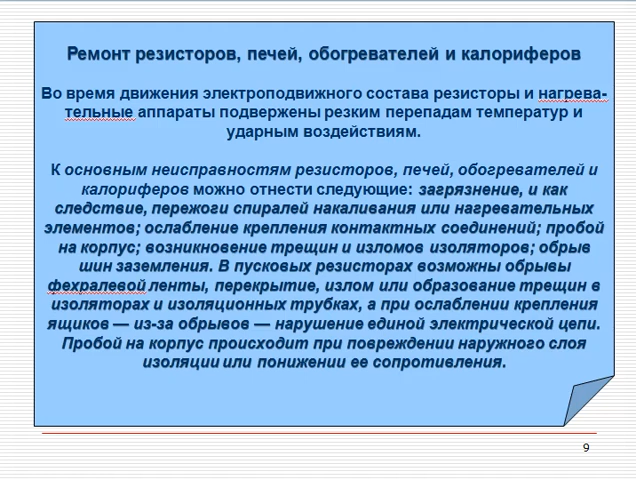 Ремонт резисторов, печей, обогревателей и калориферов
Во время движения электроподвижного состава резисторы и нагрева-
тельные аппараты подвержены резким перепадам температур и
ударным воздействиям.
К основным неисправностям резисторов, печей, обогревателей и
калориферов можно отнести следующие: загрязнение, и как
следствие, пережоги спиралей накаливания или нагревательных
элементов; ослабление крепления контактных соединений; пробой
на корпус; возникновение трещин и изломов изоляторов; обрыв
шин заземления. В пусковых резисторах возможны обрывы
фехралевой ленты, перекрытие, излом или образование трещин в
изоляторах и изоляционных трубках, а при ослаблении крепления
ящиков — из-за обрывов — нарушение единой электрической цепи.
Пробой на корпус происходит при повреждении наружного слоя
изоляции или понижении ее сопротивления.
9